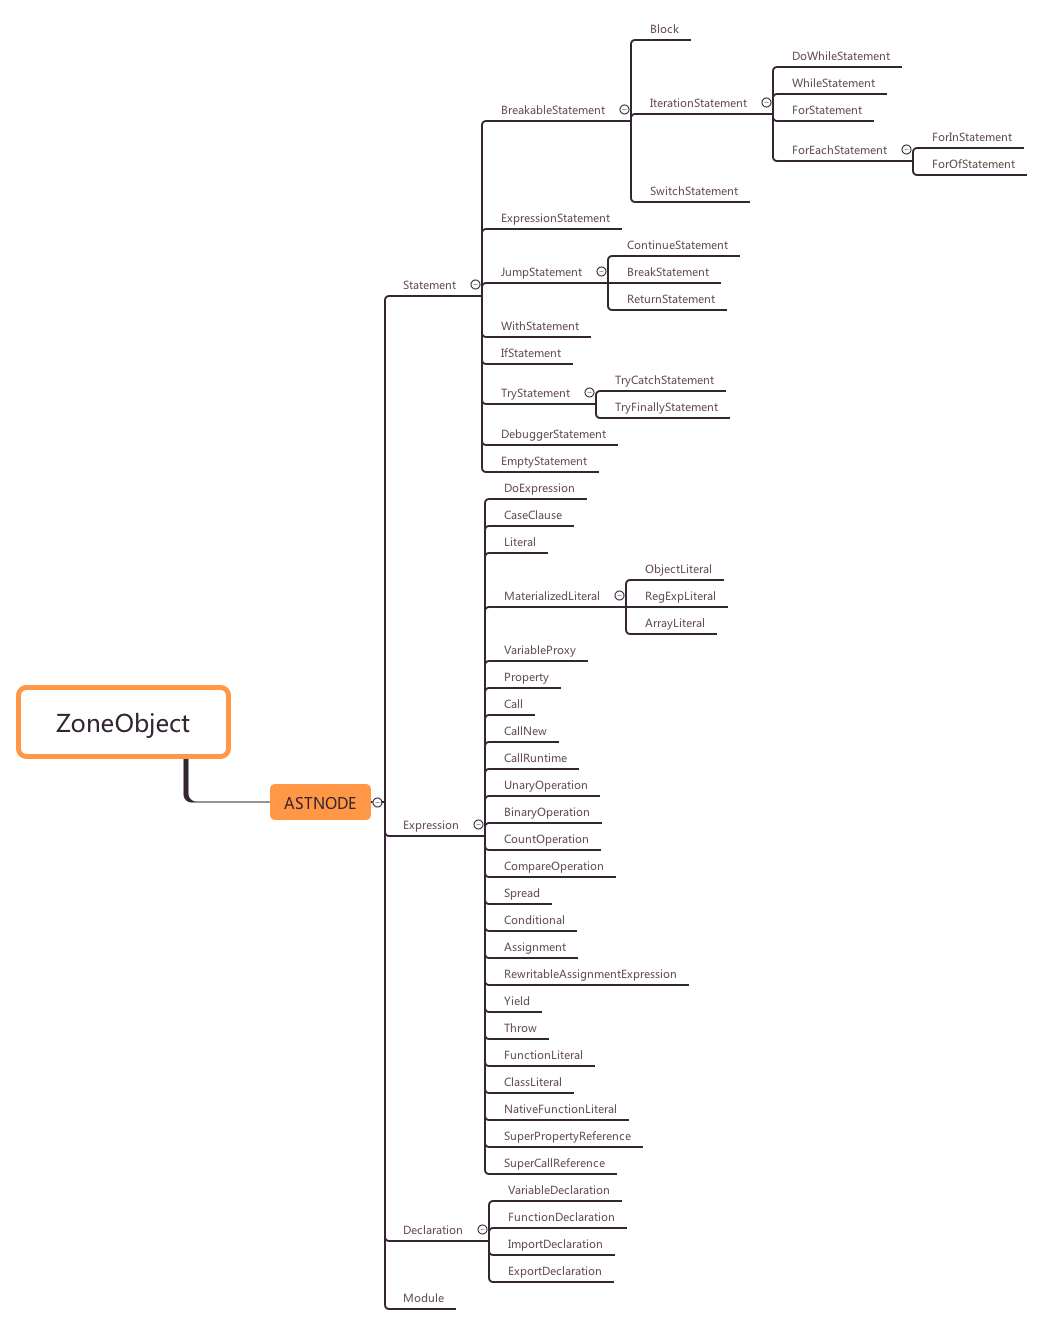 ZoneObject
ASTNODE
Statement
BreakableStatement
Block
IterationStatement
DoWhileStatement
WhileStatement
ForStatement
ForEachStatement
ForInStatement
ForOfStatement
SwitchStatement
ExpressionStatement
JumpStatement
ContinueStatement
BreakStatement
ReturnStatement
WithStatement
IfStatement
TryStatement
TryCatchStatement
TryFinallyStatement
DebuggerStatement
EmptyStatement
Expression
DoExpression
CaseClause
Literal
MaterializedLiteral
ObjectLiteral
RegExpLiteral
ArrayLiteral
VariableProxy
Property
Call
CallNew
CallRuntime
UnaryOperation
BinaryOperation
CountOperation
CompareOperation
Spread
Conditional
Assignment
RewritableAssignmentExpression
Yield
Throw
FunctionLiteral
ClassLiteral
NativeFunctionLiteral
SuperPropertyReference
SuperCallReference
Declaration
VariableDeclaration
FunctionDeclaration
ImportDeclaration
ExportDeclaration
Module